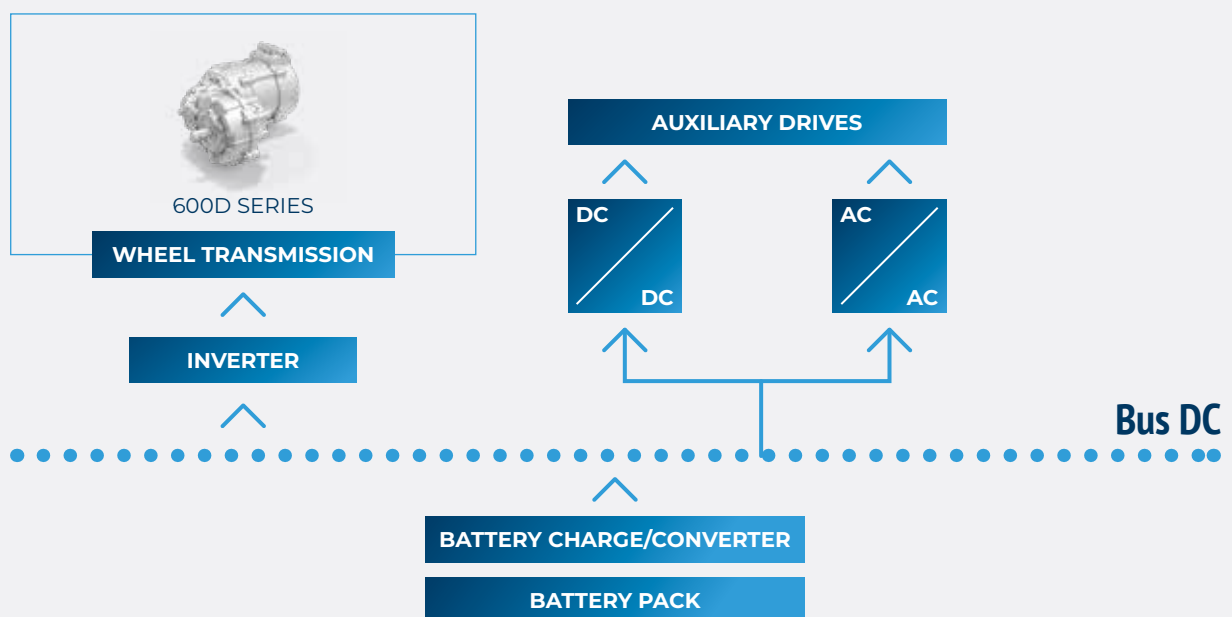 600D SERIES
WHEEL TRANSMISSION
INVERTER
AUXILIARY DRIVES
DC
DC
AC
AC
Bus DC
BATTERY CHARGE/CONVERTER
BATTERY PACK